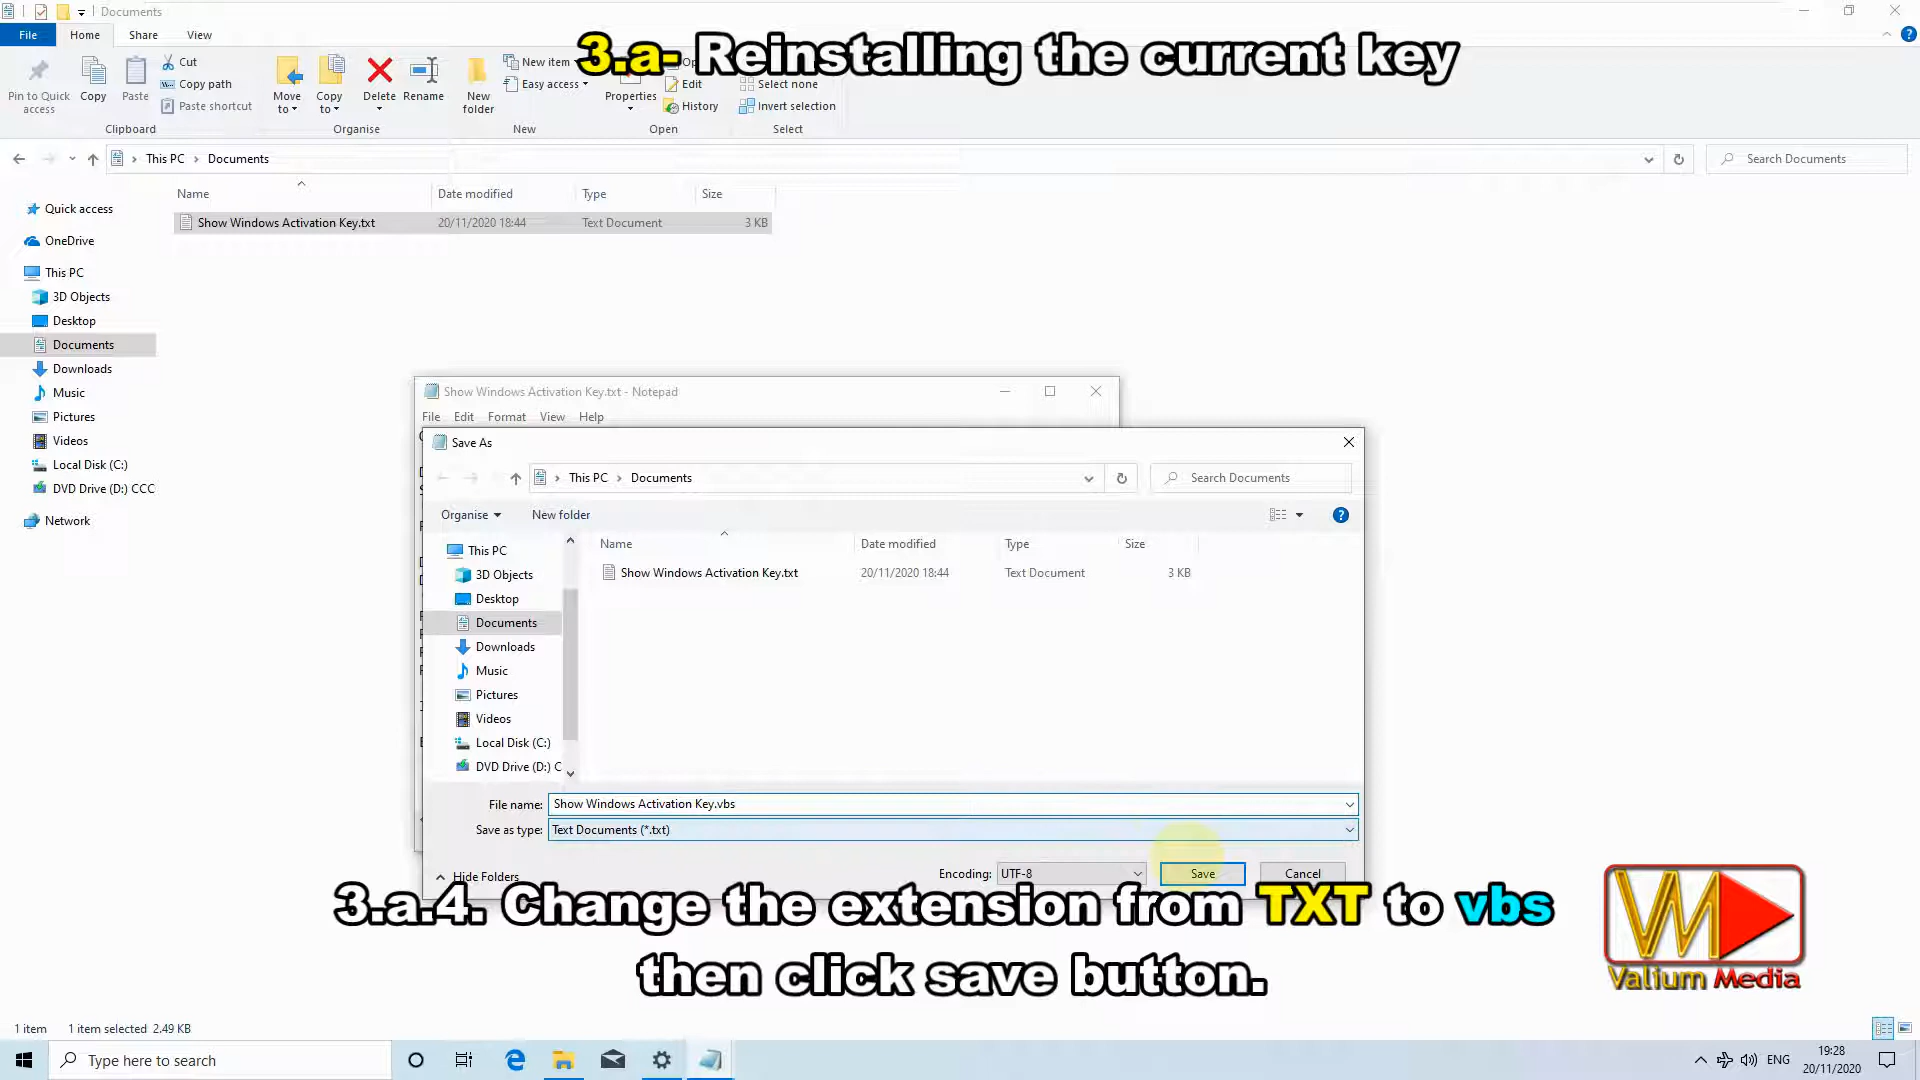 Documents
File
Home
Share
View
3.a- Reinstalling the current key
Pin to Quick access
Copy
Paste
Cut
Copy path
Paste shortcut
Clipboard
Move to
Copy to
Delete
Rename
Organise
New folder
New item
Easy access
New
Properties
Edit
History
Open
Select none
Invert selection
Select
This PC > Documents
Search Documents
Name
Date modified
Type
Size
Show Windows Activation Key.txt
20/11/2020 18:44
Text Document
3 KB
Quick access
OneDrive
This PC
3D Objects
Desktop
Documents
Downloads
Music
Pictures
Videos
Local Disk (C:)
DVD Drive (D:) CCC
Network
Show Windows Activation Key.txt - Notepad
File Edit Format View Help
Save As
This PC > Documents
Search Documents
Organise
New folder
Name
Date modified
Type
Size
Show Windows Activation Key.txt
20/11/2020 18:44
Text Document
3 KB
This PC
3D Objects
Desktop
Documents
Downloads
Music
Pictures
Videos
Local Disk (C:)
DVD Drive (D:) C
File name: Show Windows Activation Key.vbs
Save as type: Text Documents (*.txt)
Hide Folders
Encoding: UTF-8
Save
Cancel
3.a.4. Change the extension from TXT to vbs
then click save button.
VM
Valium Media
1 item
1 item selected 2.49 KB
Type here to search
ENG
19:28
20/11/2020